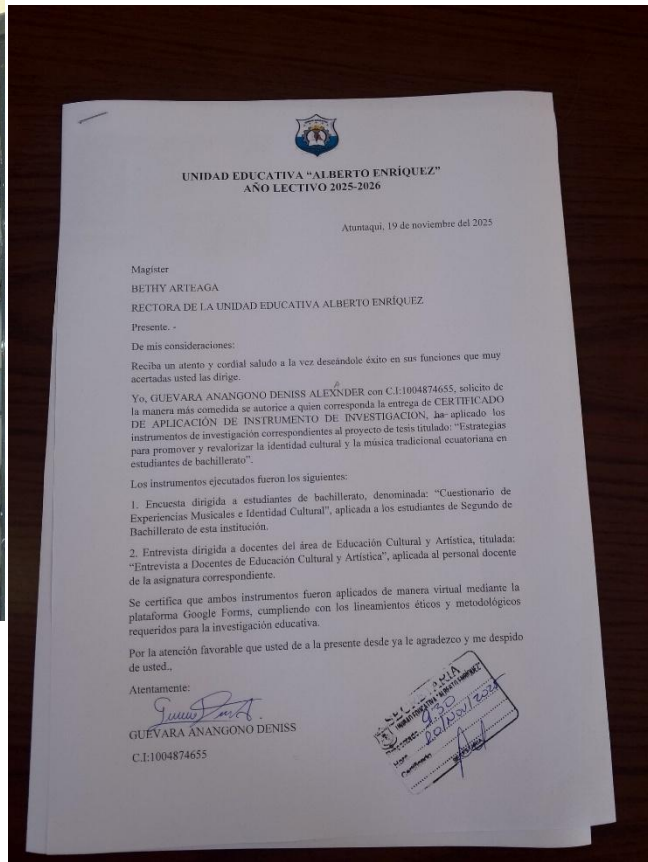 UNIDAD EDUCATIVA “ALBERTO ENRÍQUEZ”
AÑO LECTIVO 2025-2026
Atuntaqui, 19 de noviembre del 2025
Magíster
BETHY ARTEAGA
RECTORA DE LA UNIDAD EDUCATIVA ALBERTO ENRÍQUEZ
Presente. -
De mis consideraciones:
Reciba un atento y cordial saludo a la vez deseándole éxito en sus funciones que muy
acertadas usted las dirige.
Yo, GUEVARA ANANGONO DENISS ALEXNDER con C.I:1004874655, solicito de
la manera más comedida se autorice a quien corresponda la entrega de CERTIFICADO
DE APLICACIÓN DE INSTRUMENTO DE INVESTIGACION, ha aplicado los
instrumentos de investigación correspondientes al proyecto de tesis titulado: “Estrategias
para promover y revalorizar la identidad cultural y la música tradicional ecuatoriana en
estudiantes de bachillerato”.
Los instrumentos ejecutados fueron los siguientes:
1. Encuesta dirigida a estudiantes de bachillerato, denominada: “Cuestionario de
Experiencias Musicales e Identidad Cultural”, aplicada a los estudiantes de Segundo de
Bachillerato de esta institución.
2. Entrevista dirigida a docentes del área de Educación Cultural y Artística, titulada:
“Entrevista a Docentes de Educación Cultural y Artística”, aplicada al personal docente
de la asignatura correspondiente.
Se certifica que ambos instrumentos fueron aplicados de manera virtual mediante la
plataforma Google Forms, cumpliendo con los lineamientos éticos y metodológicos
requeridos para la investigación educativa.
Por la atención favorable que usted de a la presente desde ya le agradezco y me despido
de usted.,
Atentamente:
GUEVARA ANANGONO DENISS
C.I:1004874655
SECRETARIA
UNIDAD EDUCATIVA "ALBERTO ENRIQUEZ"
9:30
Hora
20/NOV/2025
Certificado